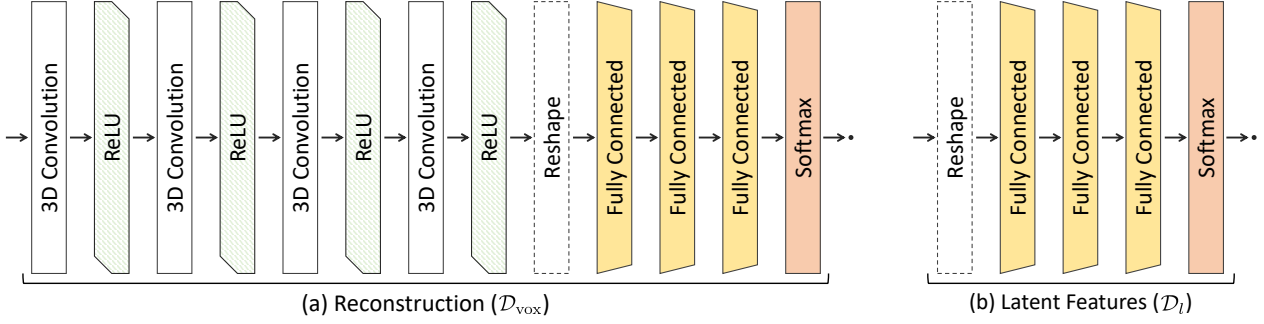 3D Convolution
ReLU
3D Convolution
ReLU
3D Convolution
ReLU
3D Convolution
ReLU
Reshape
Fully Connected
Fully Connected
Fully Connected
Softmax
(a) Reconstruction (𝒟vox)
Reshape
Fully Connected
Fully Connected
Fully Connected
Softmax
(b) Latent Features (𝒟l)